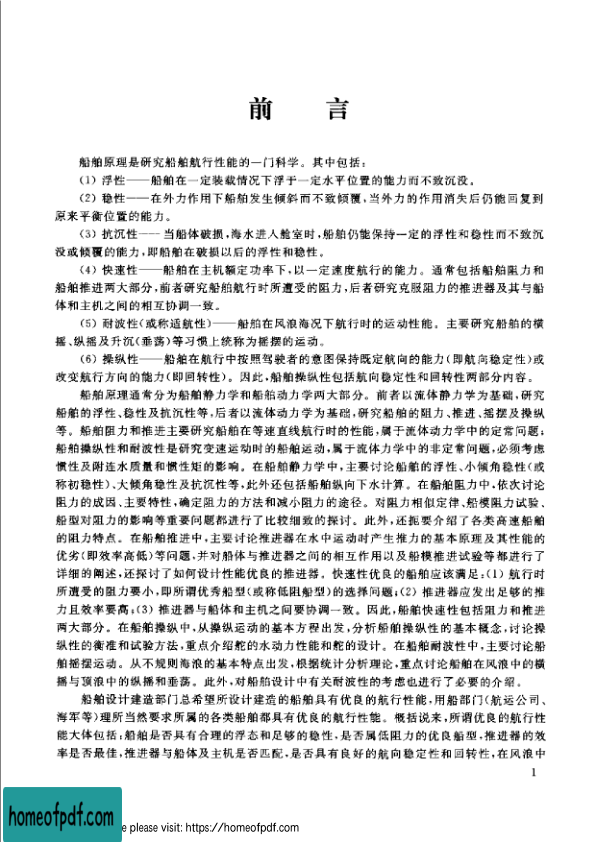 前 言
船舶原理是研究船舶航行性能的一门科学。其中包括：
(1) 浮性——船舶在一定装载情况下浮于一定水平位置的能力而不致沉没。
(2) 稳性——在外力作用下船舶发生倾斜而不致倾覆，当外力的作用消失后仍能回复到
原来平衡位置的能力。
(3) 抗沉性——当船体破损，海水进入舱室时，船舶仍能保持一定的浮性和稳性而不致沉
没或倾覆的能力，即船舶在破损以后的浮性和稳性。
(4) 快速性——船舶在主机额定功率下，以一定速度航行的能力。通常包括船舶阻力和
船舶推进两大部分，前者研究船舶航行时所遭受的阻力，后者研究克服阻力的推进器及其与船
体和主机之间的相互协调一致。
(5) 耐波性(或称适航性)——船舶在风浪海况下航行时的运动性能。主要研究船舶的横
摇、纵摇及升沉(垂荡)等习惯上统称为摇摆的运动。
(6) 操纵性——船舶在航行中按照驾驶者的意图保持既定航向的能力(即航向稳定性)或
改变航行方向的能力(即回转性)。因此，船舶操纵性包括航向稳定性和回转性两部分内容。
船舶原理通常分为船舶静力学和船舶动力学两大部分。前者以流体静力学为基础，研究
船舶的浮性、稳性及抗沉性等，后者以流体动力学为基础，研究船舶的阻力、推进、摇摆及操纵
等。船舶阻力和推进主要研究船舶在等速直线航行时的性能，属于流体动力学中的定常问题；
船舶操纵性和耐波性是研究变速运动时的船舶运动，属于流体力学中的非定常问题，必须考虑
惯性及附连水质量和惯性矩的影响。在船舶静力学中，主要讨论船舶的浮性、小倾角稳性(或
称初稳性)、大倾角稳性及抗沉性等，此外还包括船舶纵向下水计算。在船舶阻力中，依次讨论
阻力的成因、主要特性，确定阻力的方法和减小阻力的途径。对阻力相似定律、船模阻力试验、
船型对阻力的影响等重要问题都进行了比较细致的探讨。此外，还扼要介绍了各类高速船舶
的阻力特点。在船舶推进中，主要讨论推进器在水中运动时产生推力的基本原理及其性能的
优劣(即效率高低)等问题，并对船体与推进器之间的相互作用以及船模推进试验等都进行了
详细的阐述，还探讨了如何设计性能优良的推进器。快速性优良的船舶应该满足：(1) 航行时
所遭受的阻力要小，即所谓优秀船型(或称低阻船型)的选择问题；(2) 推进器应发出足够的推
力且效率要高；(3) 推进器与船体和主机之间要协调一致。因此，船舶快速性包括阻力和推进
两大部分。在船舶操纵中，从操纵运动的基本方程出发，分析船舶操纵性的基本概念，讨论操
纵性的衡准和试验方法，重点介绍舵的水动力性能和舵的设计。在船舶耐波性中，主要讨论船
舶摇摆运动。从不规则海浪的基本特点出发，根据统计分析理论，重点讨论船舶在风浪中的横
摇与顶浪中的纵摇和垂荡。此外，对船舶设计中有关耐波性的考虑也进行了必要的介绍。
船舶设计建造部门总希望所设计建造的船舶具有优良的航行性能，用船部门(航运公司、
海军等)理所当然要求所属的各类船舶都具有优良的航行性能。概括说来，所谓优良的航行性
能大体包括：船舶是否具有合理的浮态和足够的稳性，是否属低阻力的优良船型，推进器的效
率是否最佳，推进器与船体及主机是否匹配，是否具有良好的航向稳定性和回转性，在风浪中
1
homeofpdf.com
e please visit: https://homeofpdf.com